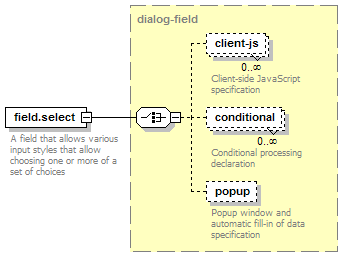 dialog-field
client-js
0..∞
Client-side JavaScript
specification
field.select
A field that allows various
input styles that allow
choosing one or more of a
set of choices
conditional
0..∞
Conditional processing
declaration
popup
Popup window and
automatic fill-in of data
specification